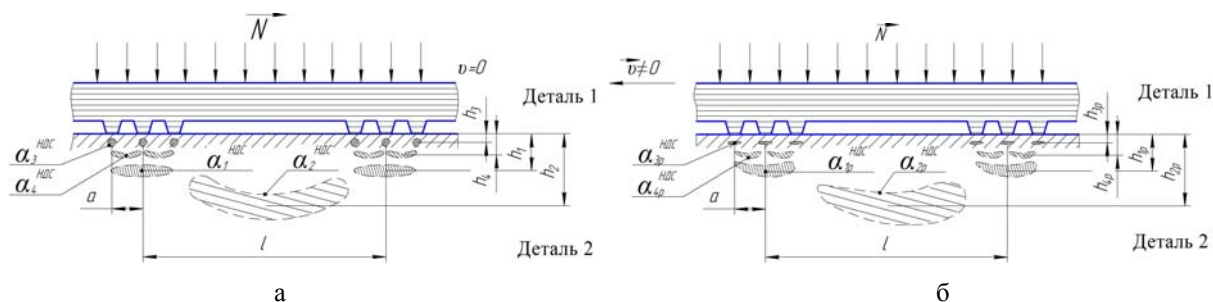 N
υ=0
Деталь 1
h₃
h₁
h₄
h₂
α₃ НДС
α₄ НДС
α₁ НДС
α₂ НДС
a
l
Деталь 2
а
N
υ≠0
Деталь 1
h₃ₚ
h₁ₚ
h₄ₚ
h₂ₚ
α₃ₚ НДС
α₄ₚ НДС
α₁ₚ НДС
α₂ₚ НДС
a
l
Деталь 2
б